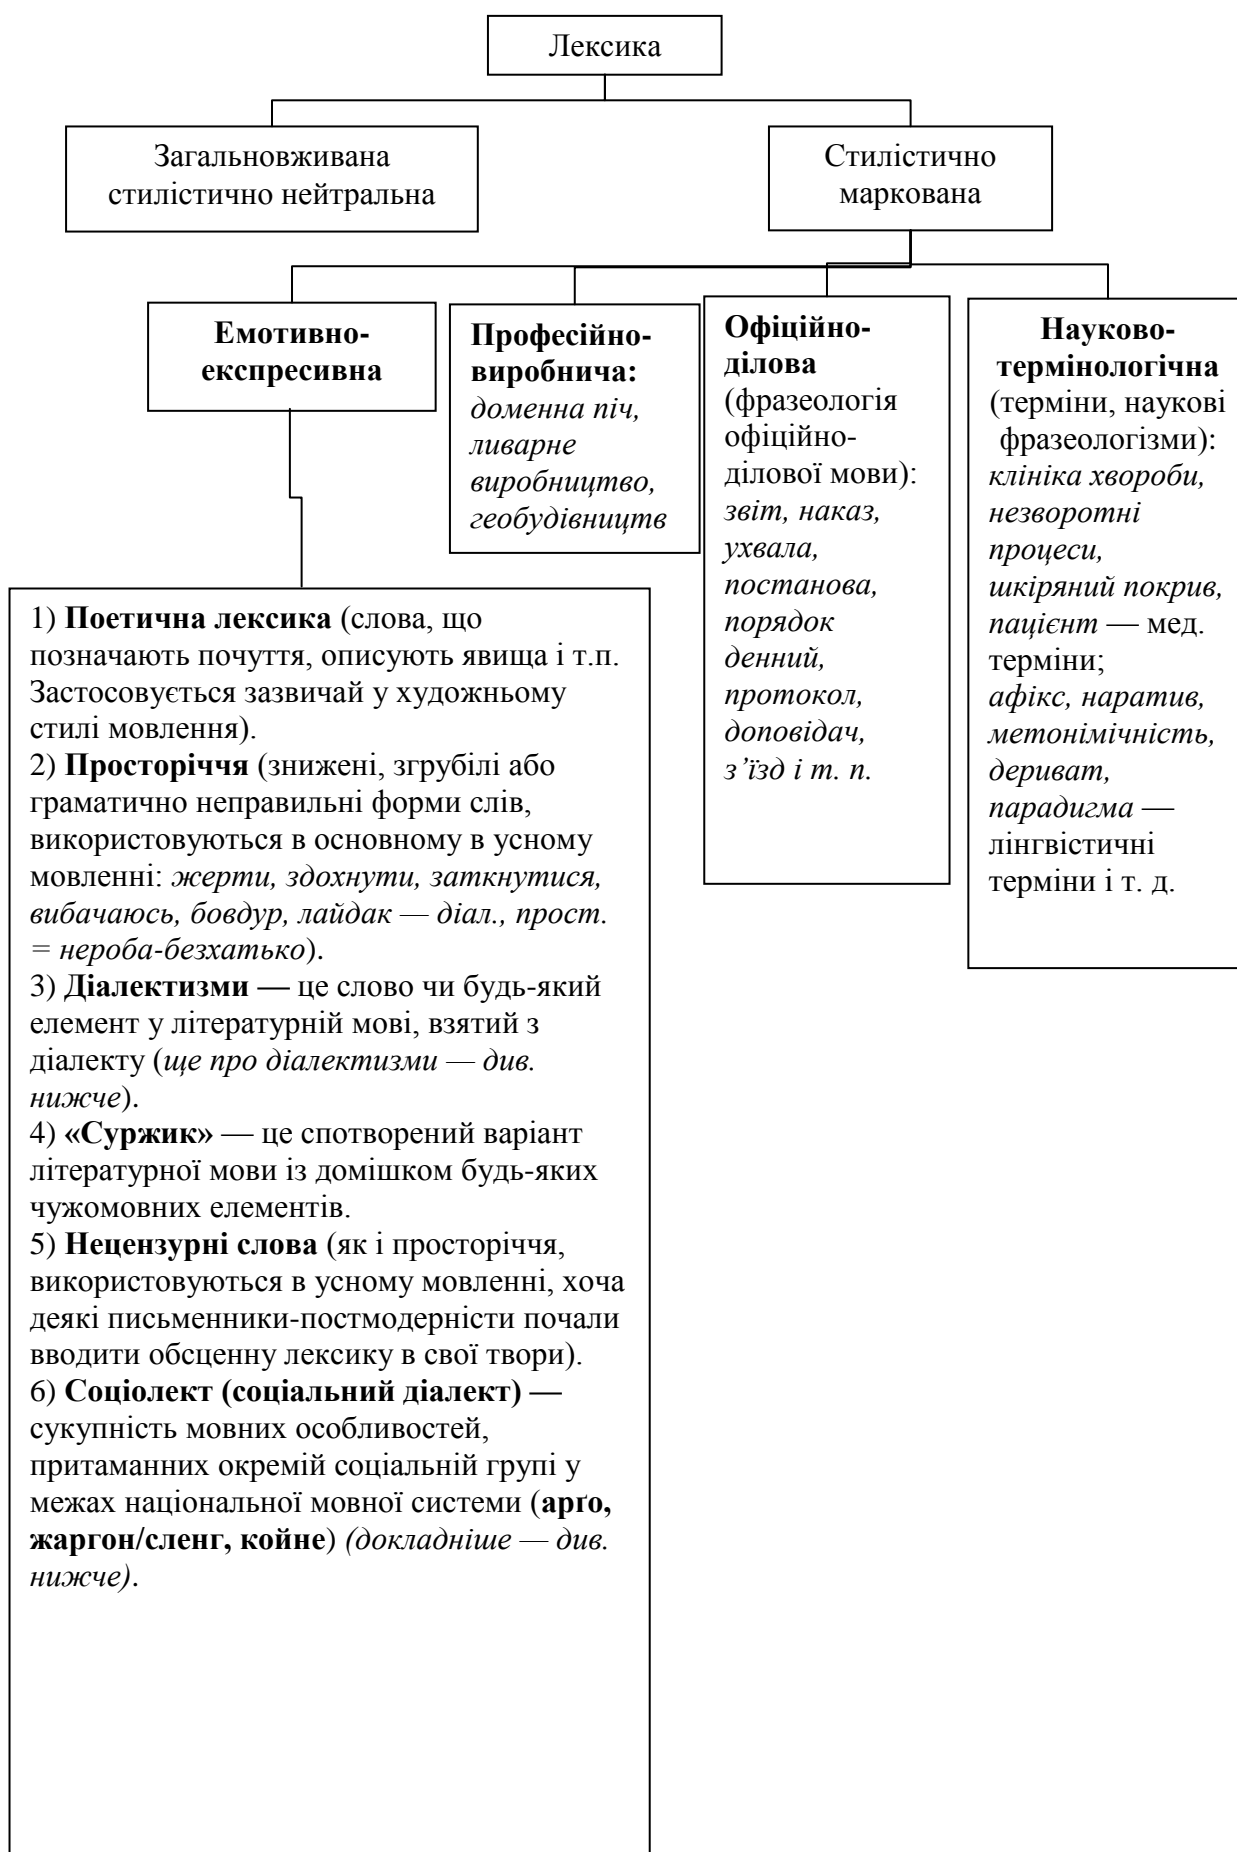 Лексика
Загальновживана
стилістично нейтральна
Стилістично
маркована
Емотивно-
експресивна
Професійно-
виробнича:
доменна піч,
ливарне
виробництво,
геобудівництв
Офіційно-
ділова
(фразеологія
офіційно-
ділової мови):
звіт, наказ,
ухвала,
постанова,
порядок
денний,
протокол,
доповідач,
з’їзд і т. п.
Науково-
термінологічна
(терміни, наукові
фразеологізми):
клініка хвороби,
незворотні
процеси,
шкіряний покрив,
пацієнт — мед.
терміни;
афікс, наратив,
метонімічність,
дериват,
парадигма —
лінгвістичні
терміни і т. д.
1) Поетична лексика (слова, що
позначають почуття, описують явища і т.п.
Застосовується зазвичай у художньому
стилі мовлення).
2) Просторіччя (знижені, згрубілі або
граматично неправильні форми слів,
використовуються в основному в усному
мовленні: жерти, здохнути, заткнутися,
вибачаюсь, бовдур, лайдак — діал., прост.
= нероба-безхатько).
3) Діалектизми — це слово чи будь-який
елемент у літературній мові, взятий з
діалекту (ще про діалектизми — див.
нижче).
4) «Суржик» — це спотворений варіант
літературної мови із домішком будь-яких
чужомовних елементів.
5) Нецензурні слова (як і просторіччя,
використовуються в усному мовленні, хоча
деякі письменники-постмодерністи почали
вводити обсценну лексику в свої твори).
6) Соціолект (соціальний діалект) —
сукупність мовних особливостей,
притаманних окремій соціальній групі у
межах національної мовної системи (арґо,
жаргон/сленг, койне) (докладніше — див.
нижче).